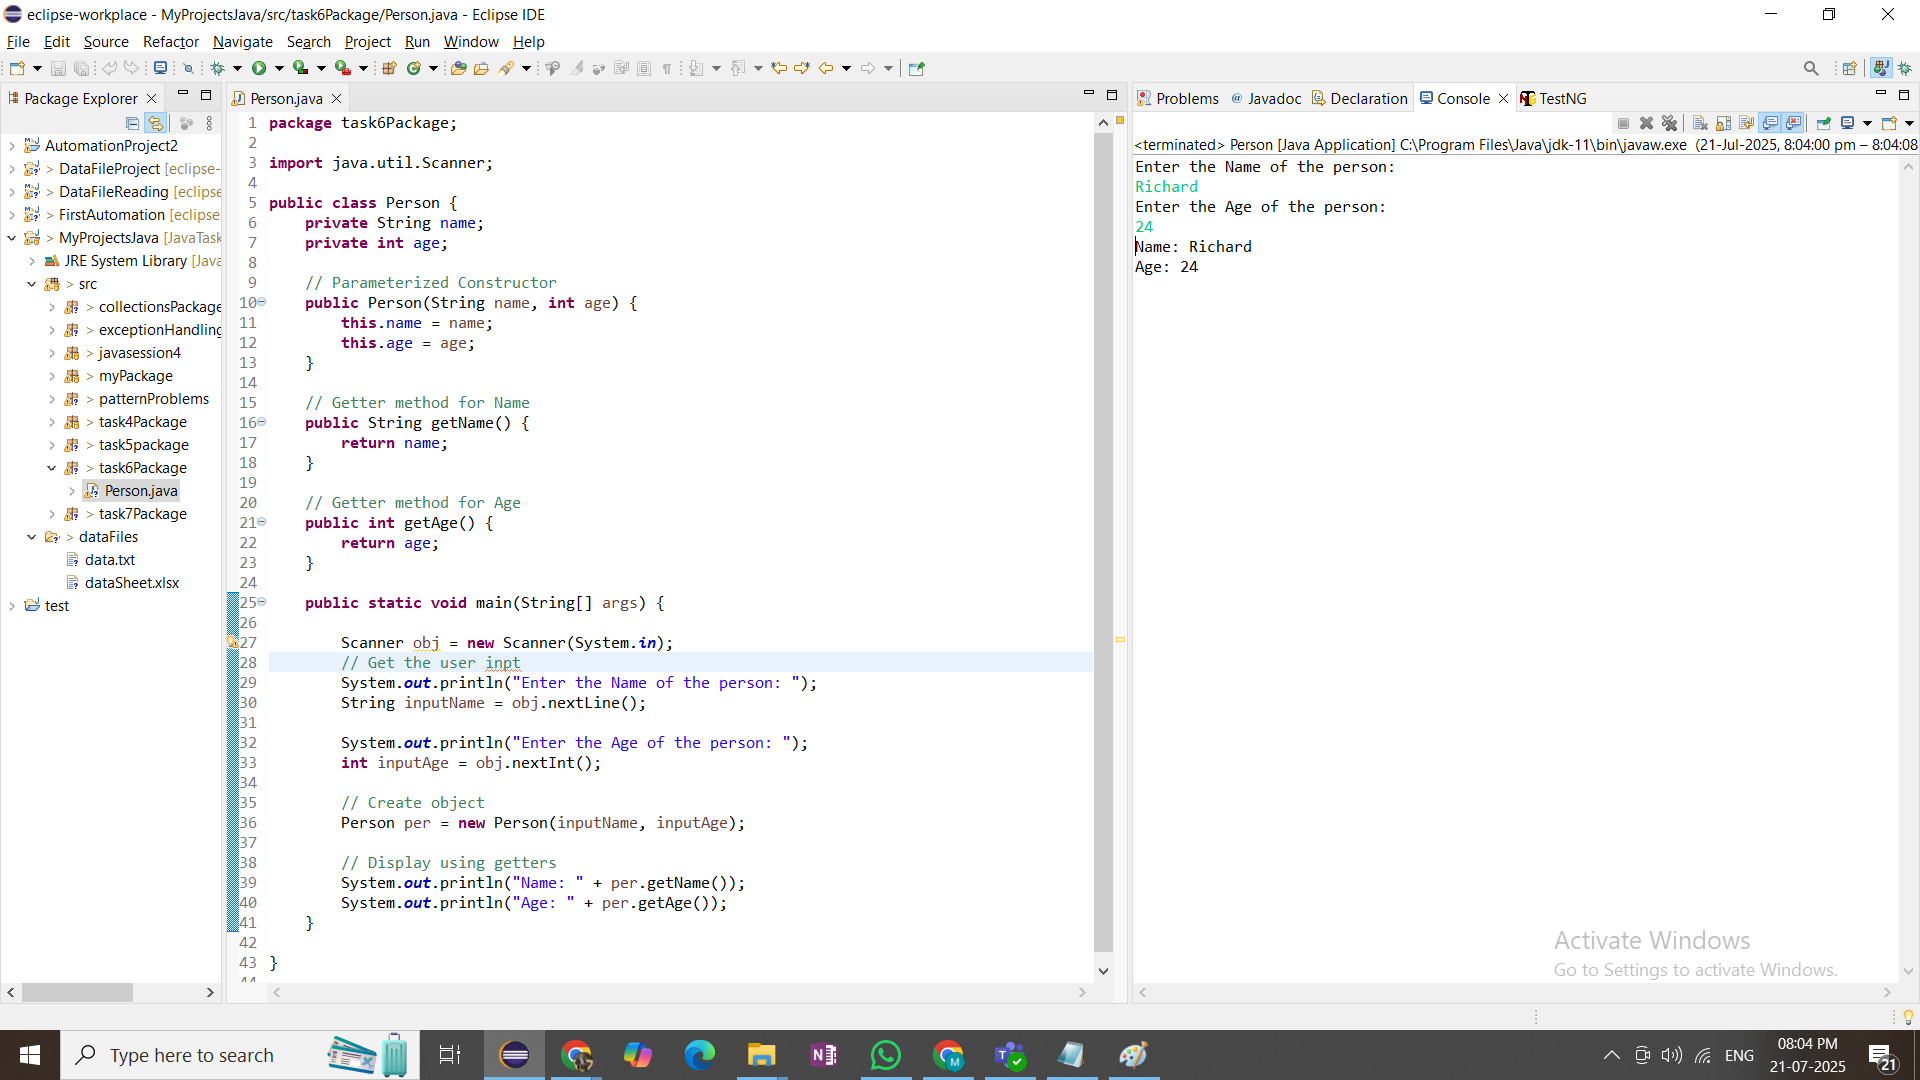 eclipse-workplace - MyProjectsJava/src/task6Package/Person.java - Eclipse IDE
File Edit Source Refactor Navigate Search Project Run Window Help
Package Explorer
AutomationProject2
> DataFileProject [eclipse-
> DataFileReading [eclipse
> FirstAutomation [eclipse
> MyProjectsJava [JavaTask
JRE System Library [Java
> src
> collectionsPackage
> exceptionHandling
> javasession4
> myPackage
> patternProblems
> task4Package
> task5package
> task6Package
Person.java
> task7Package
> dataFiles
data.txt
dataSheet.xlsx
test
Person.java
1 package task6Package;
2
3 import java.util.Scanner;
4
5 public class Person {
6 private String name;
7 private int age;
8
9 // Parameterized Constructor
10 public Person(String name, int age) {
11 this.name = name;
12 this.age = age;
13 }
14
15 // Getter method for Name
16 public String getName() {
17 return name;
18 }
19
20 // Getter method for Age
21 public int getAge() {
22 return age;
23 }
24
25 public static void main(String[] args) {
26
27 Scanner obj = new Scanner(System.in);
28 // Get the user inpt
29 System.out.println("Enter the Name of the person: ");
30 String inputName = obj.nextLine();
31
32 System.out.println("Enter the Age of the person: ");
33 int inputAge = obj.nextInt();
34
35 // Create object
36 Person per = new Person(inputName, inputAge);
37
38 // Display using getters
39 System.out.println("Name: " + per.getName());
40 System.out.println("Age: " + per.getAge());
41 }
42
43 }
44
Problems Javadoc Declaration Console TestNG
<terminated> Person [Java Application] C:\Program Files\Java\jdk-11\bin\javaw.exe (21-Jul-2025, 8:04:00 pm – 8:04:08
Enter the Name of the person:
Richard
Enter the Age of the person:
24
Name: Richard
Age: 24
Activate Windows
Go to Settings to activate Windows.
Type here to search
ENG
08:04 PM
21-07-2025
21